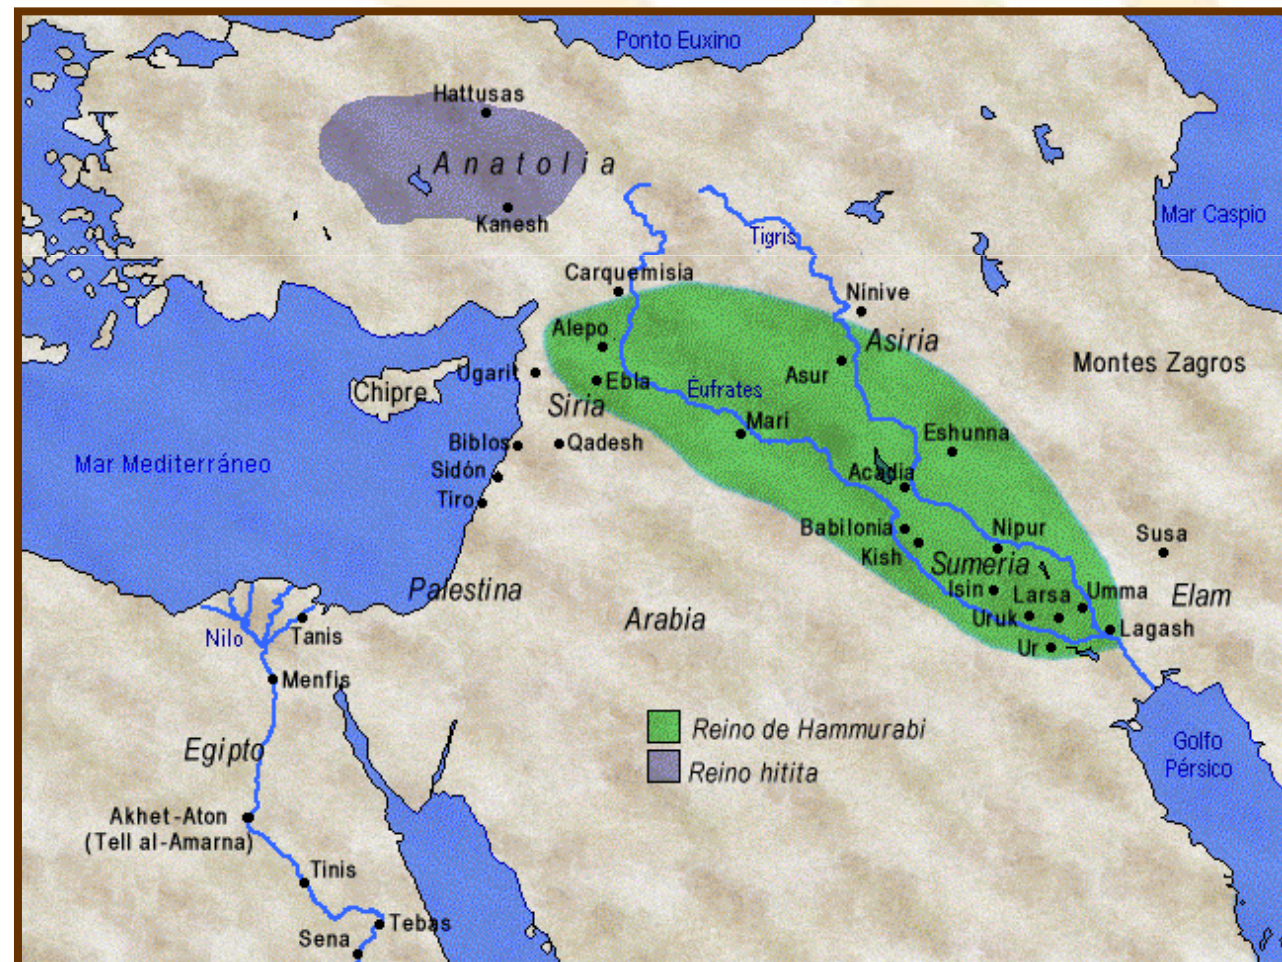 Ponto Euxino
Hattusas
Anatolia
Kanesh
Mar Caspio
Tigris
Carquemisia
Nínive
Alepo
Asiria
Asur
Montes Zagros
Ugarit
Chipre
Ebla
Éufrates
Siria
Mari
Eshunna
Biblos
Qadesh
Mar Mediterráneo
Sidón
Acadia
Tiro
Babilonia
Nipur
Susa
Kish
Sumeria
Palestina
Isin
Larsa
Umma
Elam
Arabia
Uruk
Lagash
Nilo
Tanis
Ur
Menfis
Reino de Hammurabi
Egipto
Golfo
Pérsico
Reino hitita
Akhet-Aton
(Tell al-Amarna)
Tinis
Tebas
Sena